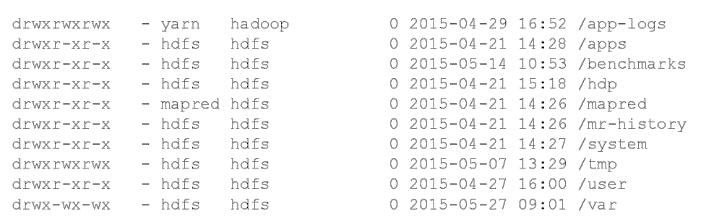 drwxrwxrwx - yarn hadoop 0 2015-04-29 16:52 /app-logs
drwxr-xr-x - hdfs hdfs 0 2015-04-21 14:28 /apps
drwxr-xr-x - hdfs hdfs 0 2015-05-14 10:53 /benchmarks
drwxr-xr-x - hdfs hdfs 0 2015-04-21 15:18 /hdp
drwxr-xr-x - mapred hdfs 0 2015-04-21 14:26 /mapred
drwxr-xr-x - hdfs hdfs 0 2015-04-21 14:26 /mr-history
drwxr-xr-x - hdfs hdfs 0 2015-04-21 14:27 /system
drwxrwxrwx - hdfs hdfs 0 2015-05-07 13:29 /tmp
drwxr-xr-x - hdfs hdfs 0 2015-04-27 16:00 /user
drwx-wx-wx - hdfs hdfs 0 2015-05-27 09:01 /var